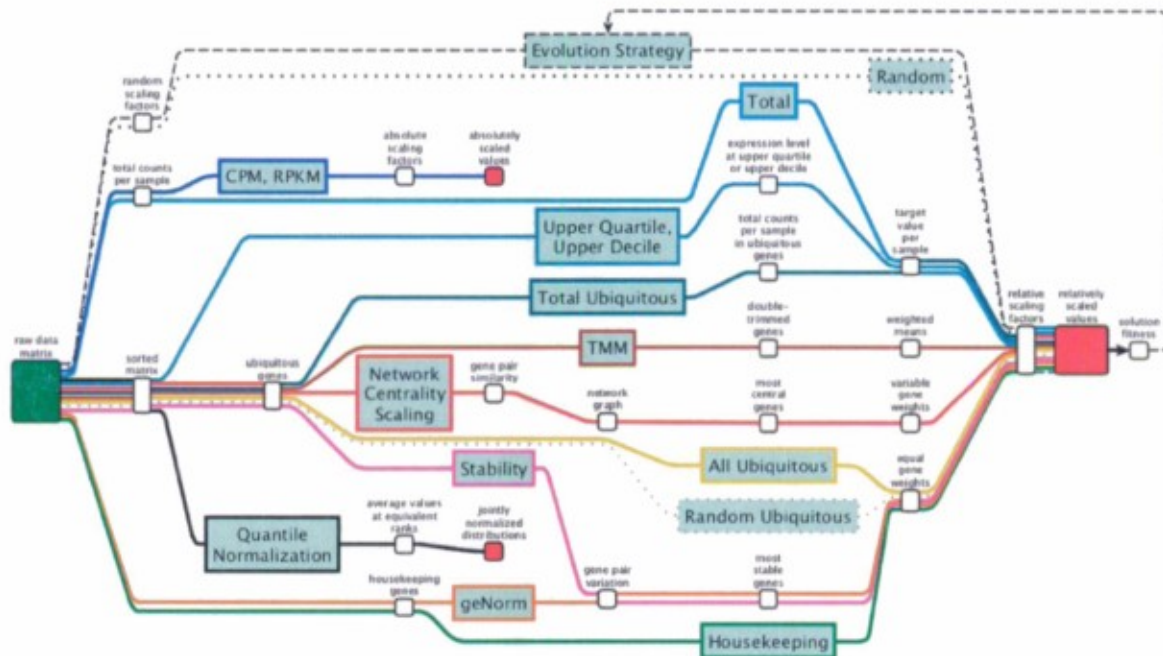 Evolution Strategy
Random
random
scaling
factors
Total
absolute
scaling
factors
absolutely
scaled
values
expression level
at upper quartile
or upper decile
total counts
per sample
CPM, RPKM
Upper Quartile,
Upper Decile
total counts
per sample
in ubiquitous
genes
target
value
per
sample
Total Ubiquitous
relative
scaling
factors
relatively
scaled
values
solution
fitness
raw data
matrix
sorted
matrix
ubiquitous
genes
TMM
double-
trimmed
genes
weighted
means
Network
Centrality
Scaling
gene pair
similarity
network
graph
most
central
genes
variable
gene
weights
Stability
All Ubiquitous
equal
gene
weights
Random Ubiquitous
Quantile
Normalization
average values
at equivalent
ranks
jointly
normalized
distributions
housekeeping
genes
geNorm
gene pair
variation
most
stable
genes
Housekeeping